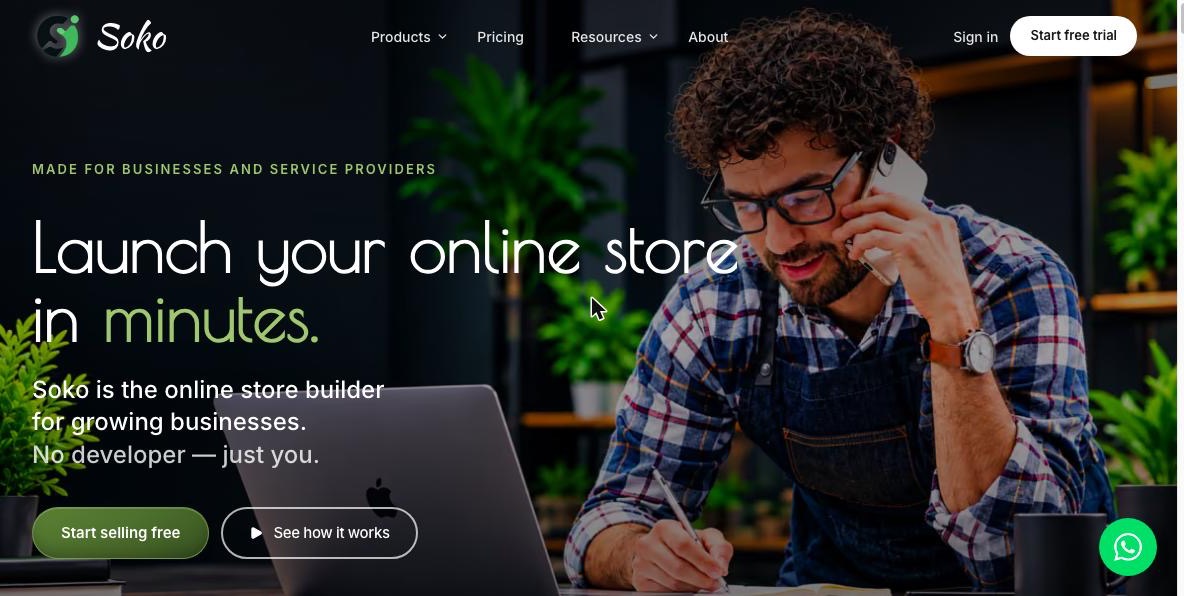 Soko
Products
Pricing
Resources
About
Sign in
Start free trial
MADE FOR BUSINESSES AND SERVICE PROVIDERS
Launch your online store
in minutes.
Soko is the online store builder
for growing businesses.
No developer — just you.
Start selling free
See how it works